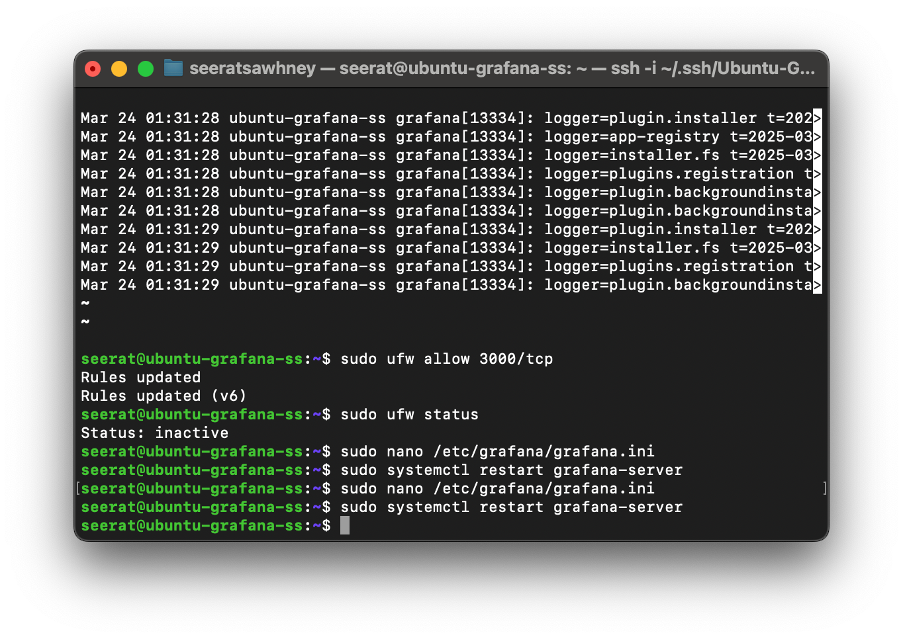 seeratsawhney — seerat@ubuntu-grafana-ss: ~ — ssh -i ~/.ssh/Ubuntu-G...
Mar 24 01:31:28 ubuntu-grafana-ss grafana[13334]: logger=plugin.installer t=202>
Mar 24 01:31:28 ubuntu-grafana-ss grafana[13334]: logger=app-registry t=2025-03>
Mar 24 01:31:28 ubuntu-grafana-ss grafana[13334]: logger=installer.fs t=2025-03>
Mar 24 01:31:28 ubuntu-grafana-ss grafana[13334]: logger=plugins.registration t>
Mar 24 01:31:28 ubuntu-grafana-ss grafana[13334]: logger=plugin.backgroundinsta>
Mar 24 01:31:28 ubuntu-grafana-ss grafana[13334]: logger=plugin.backgroundinsta>
Mar 24 01:31:29 ubuntu-grafana-ss grafana[13334]: logger=plugin.installer t=202>
Mar 24 01:31:29 ubuntu-grafana-ss grafana[13334]: logger=installer.fs t=2025-03>
Mar 24 01:31:29 ubuntu-grafana-ss grafana[13334]: logger=plugins.registration t>
Mar 24 01:31:29 ubuntu-grafana-ss grafana[13334]: logger=plugin.backgroundinsta>
~
~
seerat@ubuntu-grafana-ss:~$ sudo ufw allow 3000/tcp
Rules updated
Rules updated (v6)
seerat@ubuntu-grafana-ss:~$ sudo ufw status
Status: inactive
seerat@ubuntu-grafana-ss:~$ sudo nano /etc/grafana/grafana.ini
seerat@ubuntu-grafana-ss:~$ sudo systemctl restart grafana-server
[seerat@ubuntu-grafana-ss:~$ sudo nano /etc/grafana/grafana.ini ]
seerat@ubuntu-grafana-ss:~$ sudo systemctl restart grafana-server
seerat@ubuntu-grafana-ss:~$